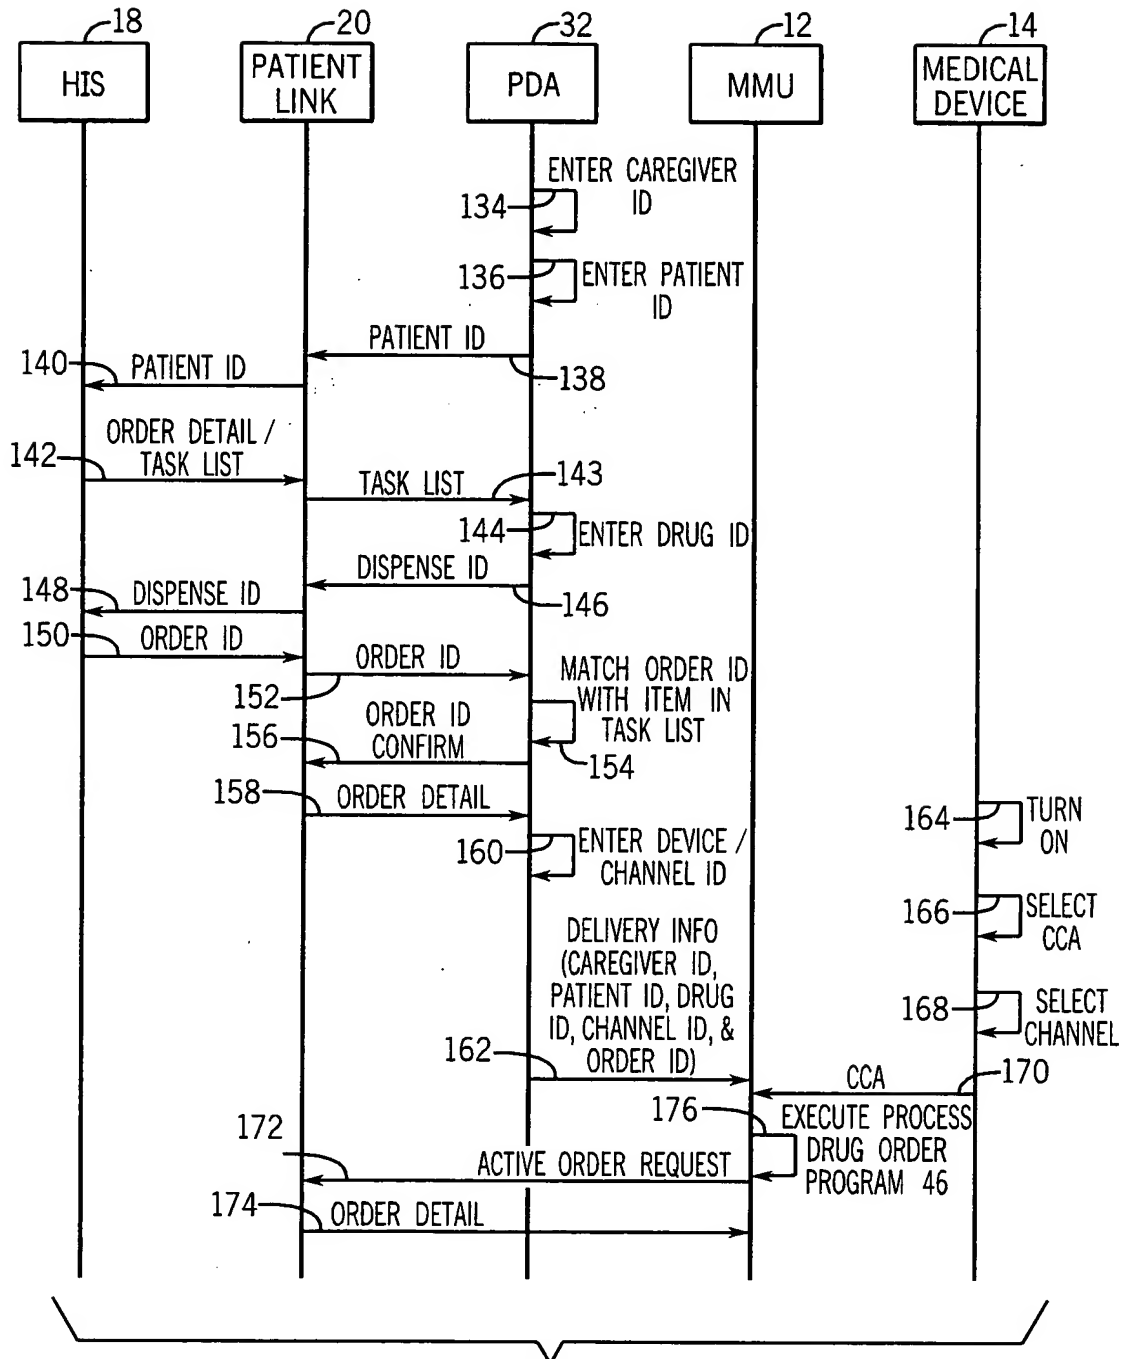 18
20
32
12
14
HIS
PATIENT
LINK
PDA
MMU
MEDICAL
DEVICE
ENTER CAREGIVER
ID
134
136
ENTER PATIENT
ID
PATIENT ID
138
140
PATIENT ID
ORDER DETAIL /
TASK LIST
142
TASK LIST
143
144
ENTER DRUG ID
DISPENSE ID
146
148
DISPENSE ID
150
ORDER ID
ORDER ID
152
MATCH ORDER ID
WITH ITEM IN
TASK LIST
154
ORDER ID
CONFIRM
156
158
ORDER DETAIL
160
ENTER DEVICE /
CHANNEL ID
164
TURN
ON
166
SELECT
CCA
168
SELECT
CHANNEL
DELIVERY INFO
(CAREGIVER ID,
PATIENT ID, DRUG
ID, CHANNEL ID, &
ORDER ID)
162
CCA
170
176
EXECUTE PROCESS
DRUG ORDER
PROGRAM 46
172
ACTIVE ORDER REQUEST
174
ORDER DETAIL